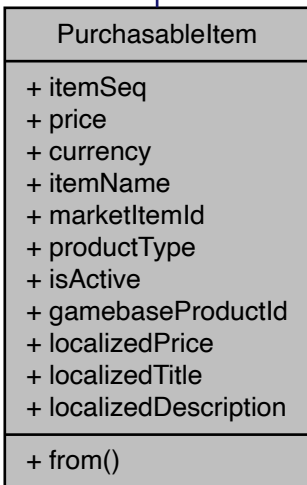 PurchasableItem
+ itemSeq
+ price
+ currency
+ itemName
+ marketItemId
+ productType
+ isActive
+ gamebaseProductId
+ localizedPrice
+ localizedTitle
+ localizedDescription
+ from()